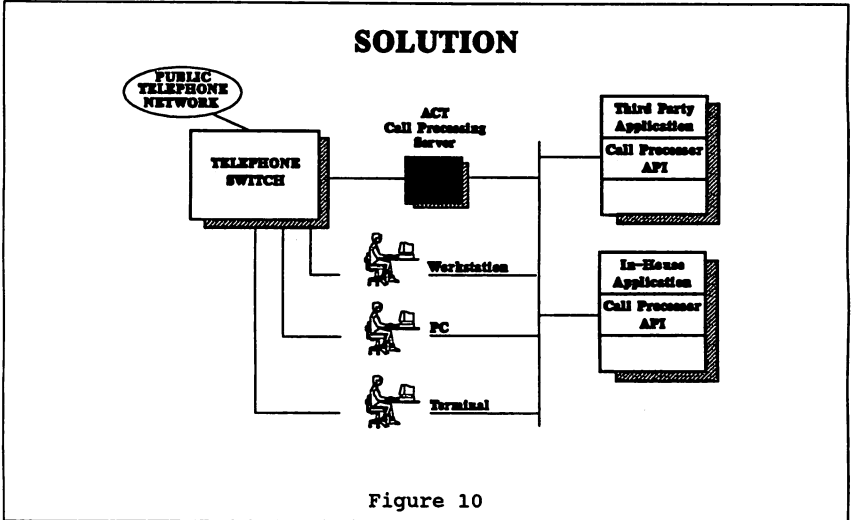 SOLUTION
PUBLIC
TELEPHONE
NETWORK
TELEPHONE
SWITCH
ACT
Call Processing
Server
Third Party
Application
Call Processor
API
Workstation
PC
Terminal
In-House
Application
Call Processor
API
Figure 10